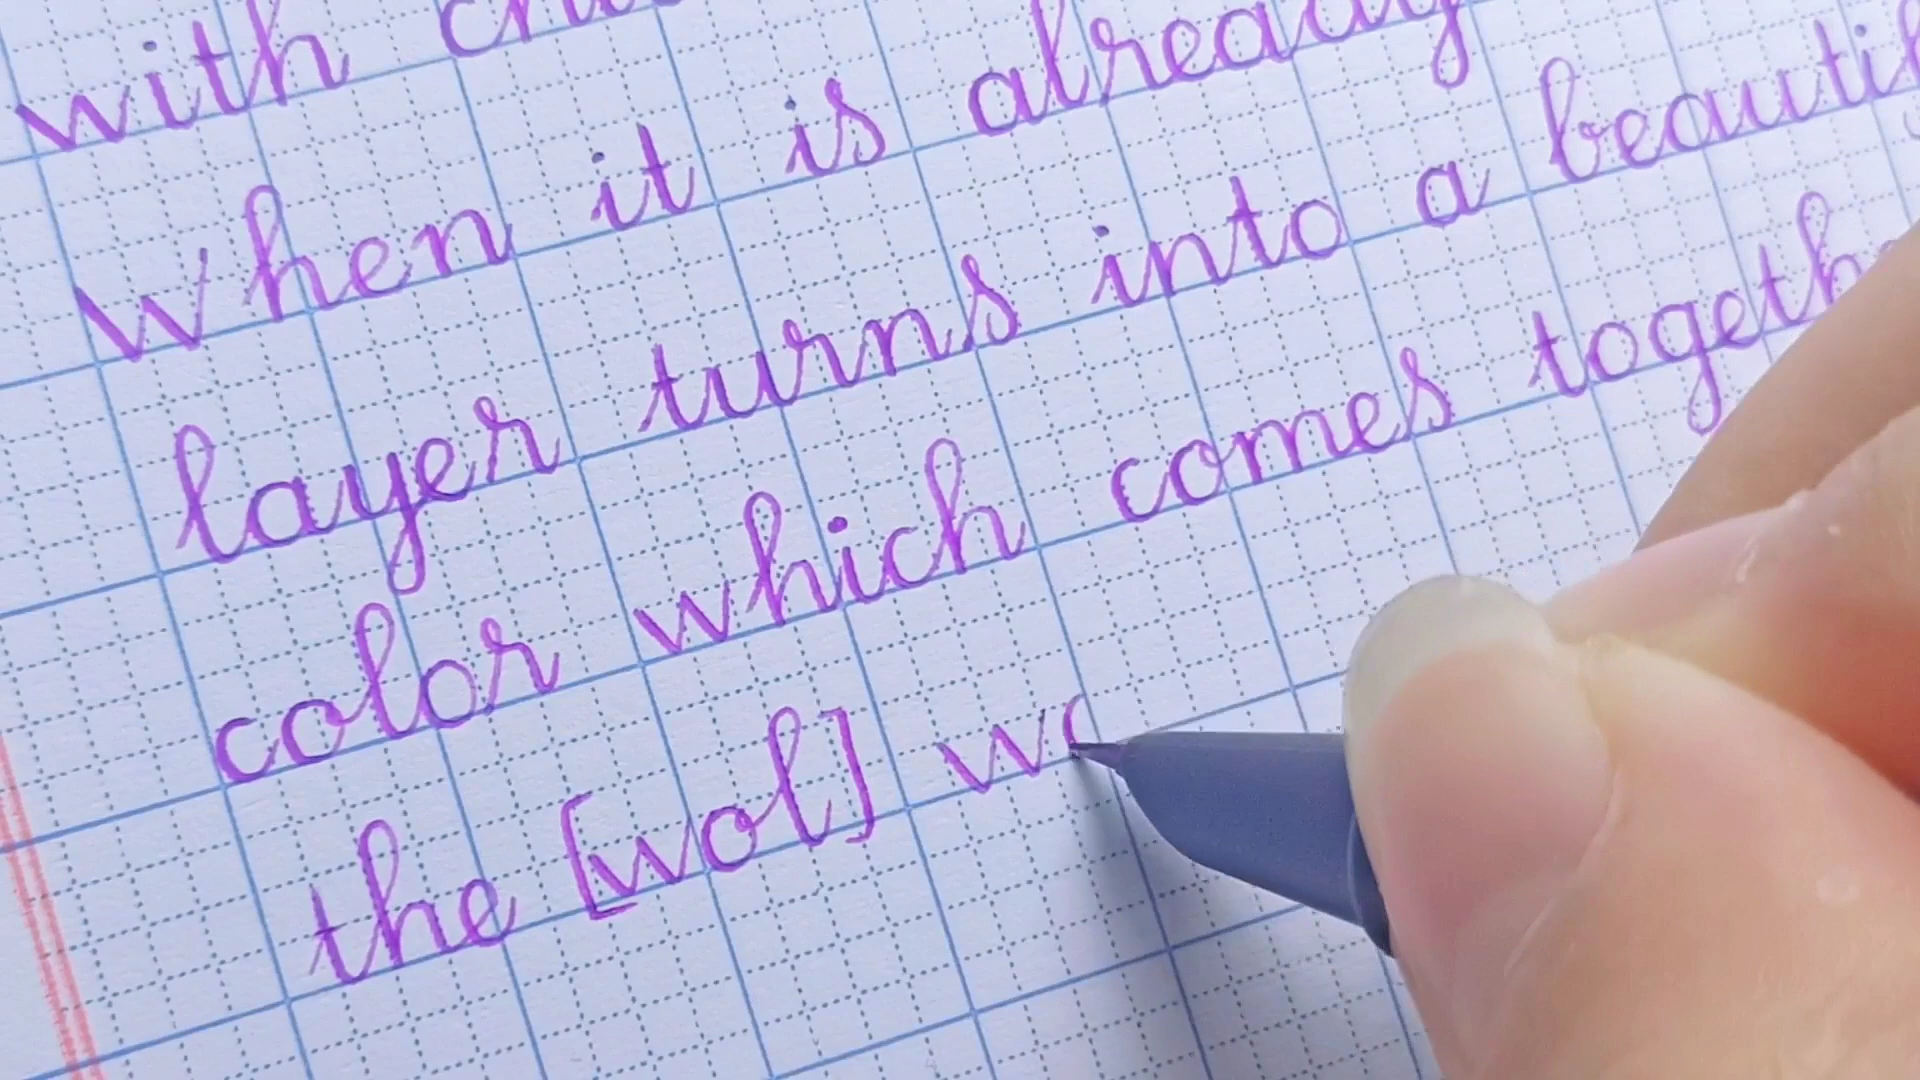 with
when it is already
layer turns into a
color which comes
the [wol] w